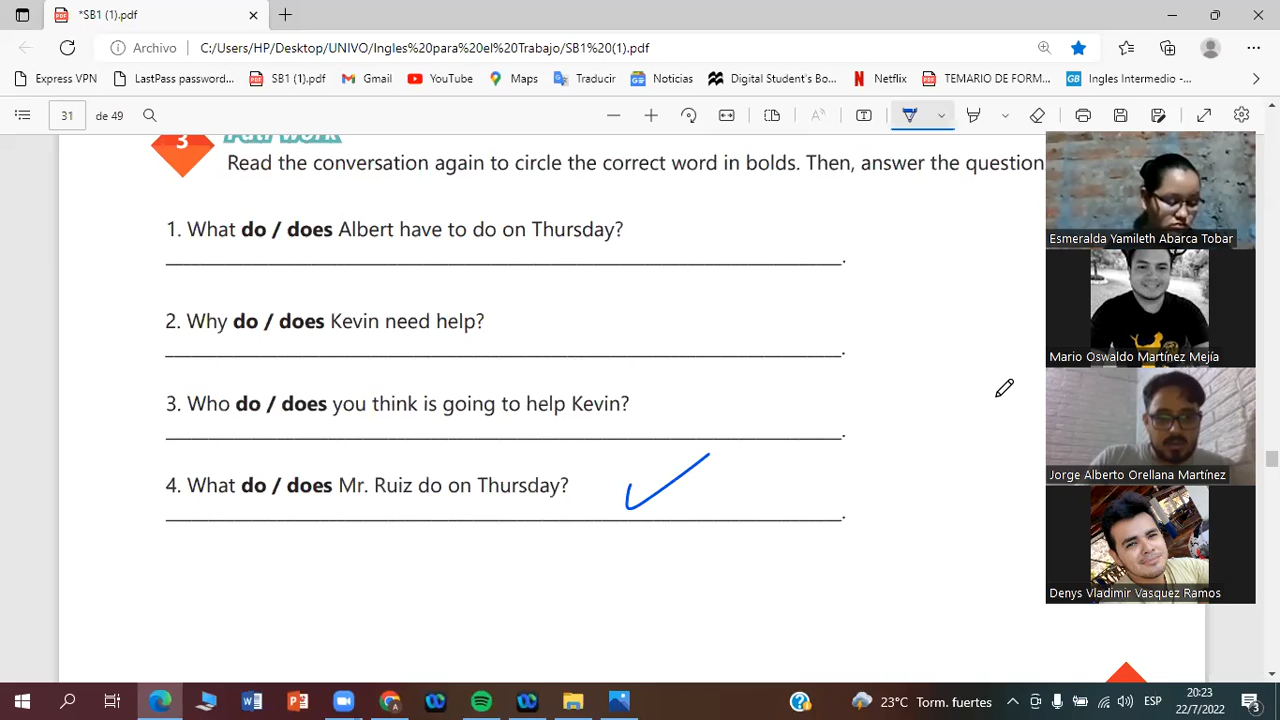 *SB1 (1).pdf
Archivo
C:/Users/HP/Desktop/UNIVO/Ingles%20para%20el%20Trabajo/SB1%20(1).pdf
Express VPN
LastPass password...
SB1 (1).pdf
Gmail
YouTube
Maps
Traducir
Noticias
Digital Student's Bo...
Netflix
TEMARIO DE FORM...
Ingles Intermedio -...
31 de 49
3
Pair work
Read the conversation again to circle the correct word in bolds. Then, answer the question
1. What do / does Albert have to do on Thursday?
2. Why do / does Kevin need help?
3. Who do / does you think is going to help Kevin?
4. What do / does Mr. Ruiz do on Thursday?
Esmeralda Yamileth Abarca Tobar
Mario Oswaldo Martínez Mejía
Jorge Alberto Orellana Martínez
Denys Vladimir Vasquez Ramos
23°C Torm. fuertes
ESP
20:23
22/7/2022
3